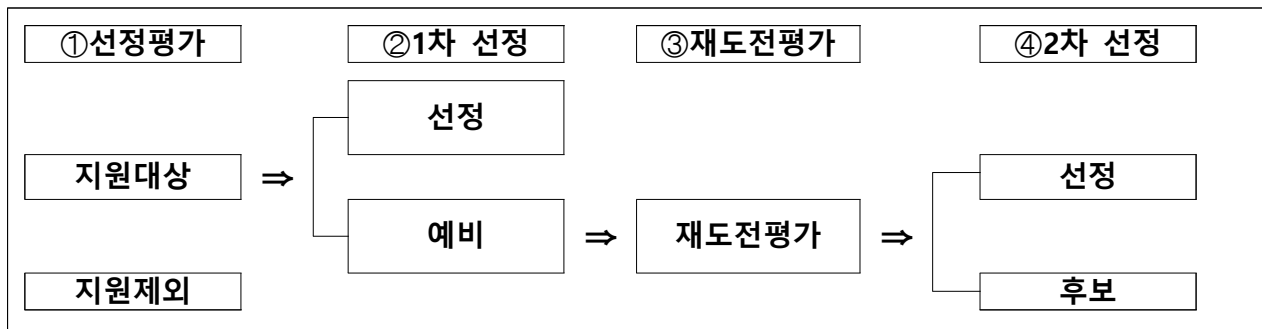 ①선정평가 ②1차 선정 ③재도전평가 ④2차 선정
선정
지원대상 ⇒ 선정
예비 ⇒ 재도전평가 ⇒
지원제외 후보